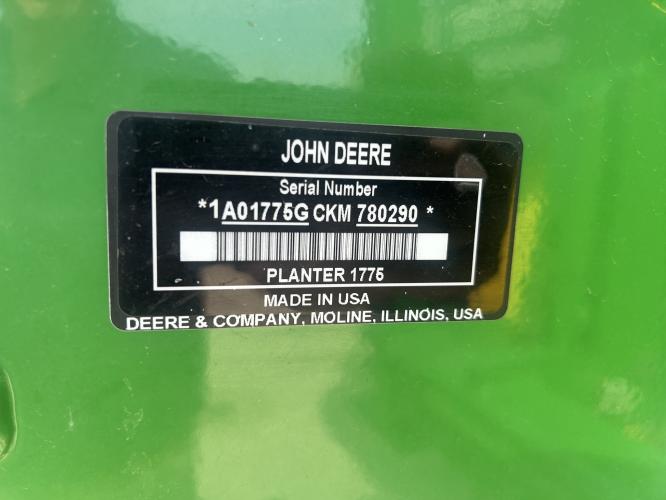 JOHN DEERE
Serial Number
*1A01775G CKM 780290 *
PLANTER 1775
MADE IN USA
DEERE & COMPANY, MOLINE, ILLINOIS, USA